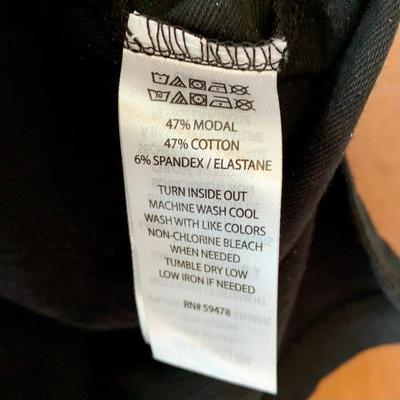 47% MODAL
47% COTTON
6% SPANDEX / ELASTANE
TURN INSIDE OUT
MACHINE WASH COOL
WASH WITH LIKE COLORS
NON-CHLORINE BLEACH
WHEN NEEDED
TUMBLE DRY LOW
LOW IRON IF NEEDED
RN# 59478